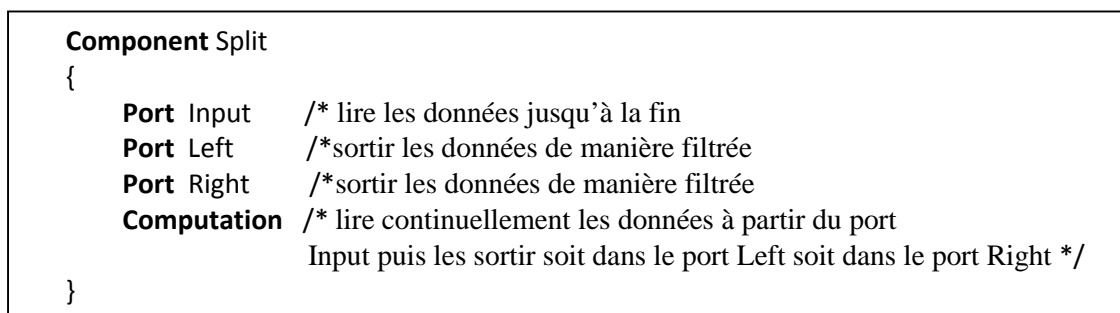 Component Split
{
Port Input /* lire les données jusqu’à la fin
Port Left /*sortir les données de manière filtrée
Port Right /*sortir les données de manière filtrée
Computation /* lire continuellement les données à partir du port
Input puis les sortir soit dans le port Left soit dans le port Right */
}